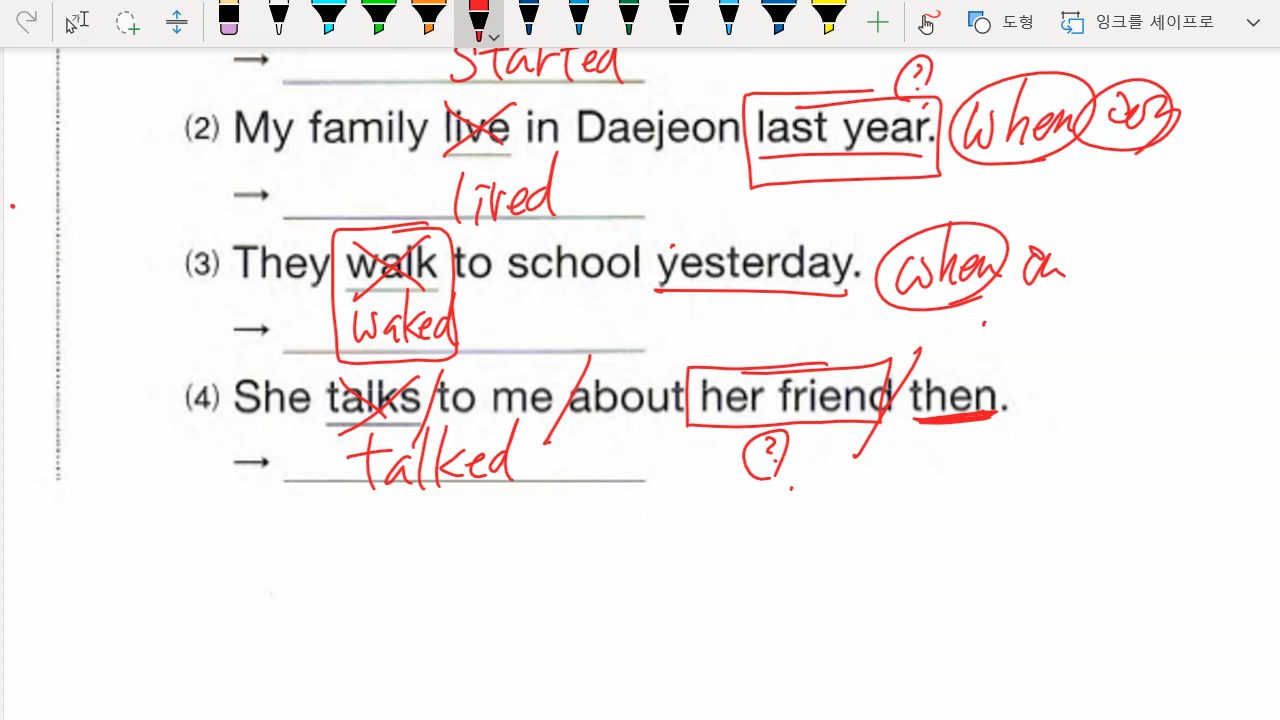 도형 잉크를 셰이프로
→ started
(2) My family live in Daejeon last year. when
→ lived
(3) They walk to school yesterday. when
→ waked
(4) She talks to me about her friend then.
→ talked ?